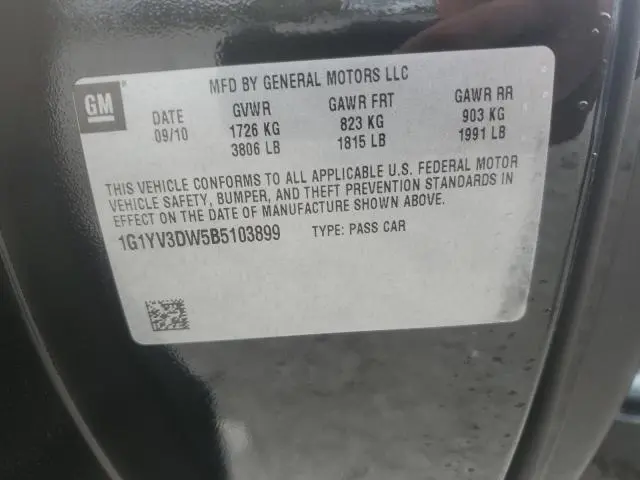 MFD BY GENERAL MOTORS LLC
GM
DATE GVWR GAWR FRT GAWR RR
09/10 1726 KG 823 KG 903 KG
3806 LB 1815 LB 1991 LB
THIS VEHICLE CONFORMS TO ALL APPLICABLE U.S. FEDERAL MOTOR
VEHICLE SAFETY, BUMPER, AND THEFT PREVENTION STANDARDS IN
EFFECT ON THE DATE OF MANUFACTURE SHOWN ABOVE.
1G1YV3DW5B5103899 TYPE: PASS CAR